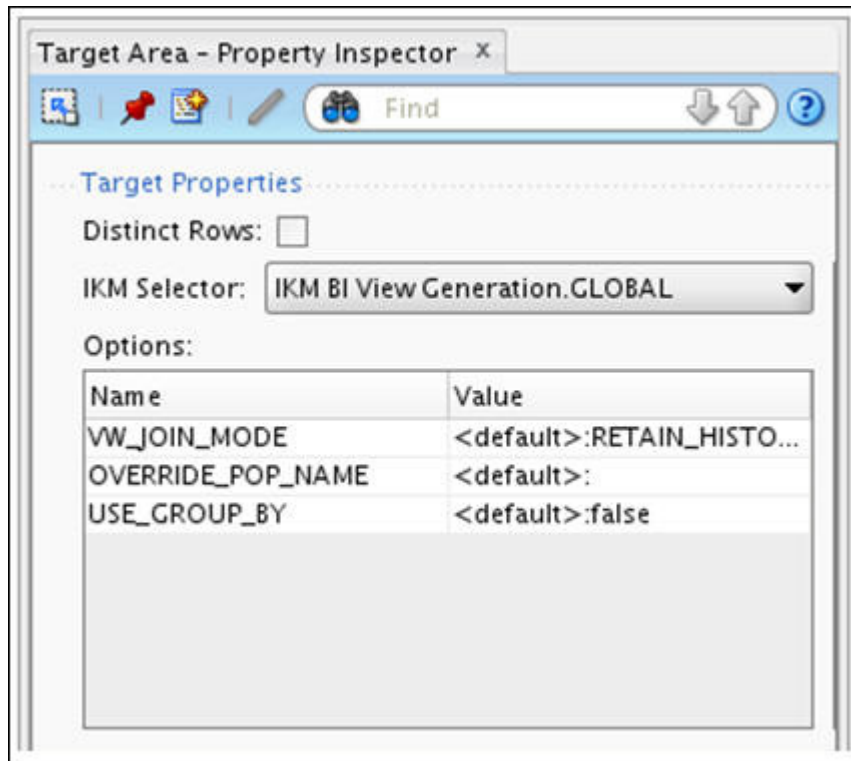 Target Area - Property Inspector x
Find
Target Properties
Distinct Rows:
IKM Selector: IKM BI View Generation.GLOBAL
Options:
Name Value
VW_JOIN_MODE <default>:RETAIN_HISTO...
OVERRIDE_POP_NAME <default>:
USE_GROUP_BY <default>:false